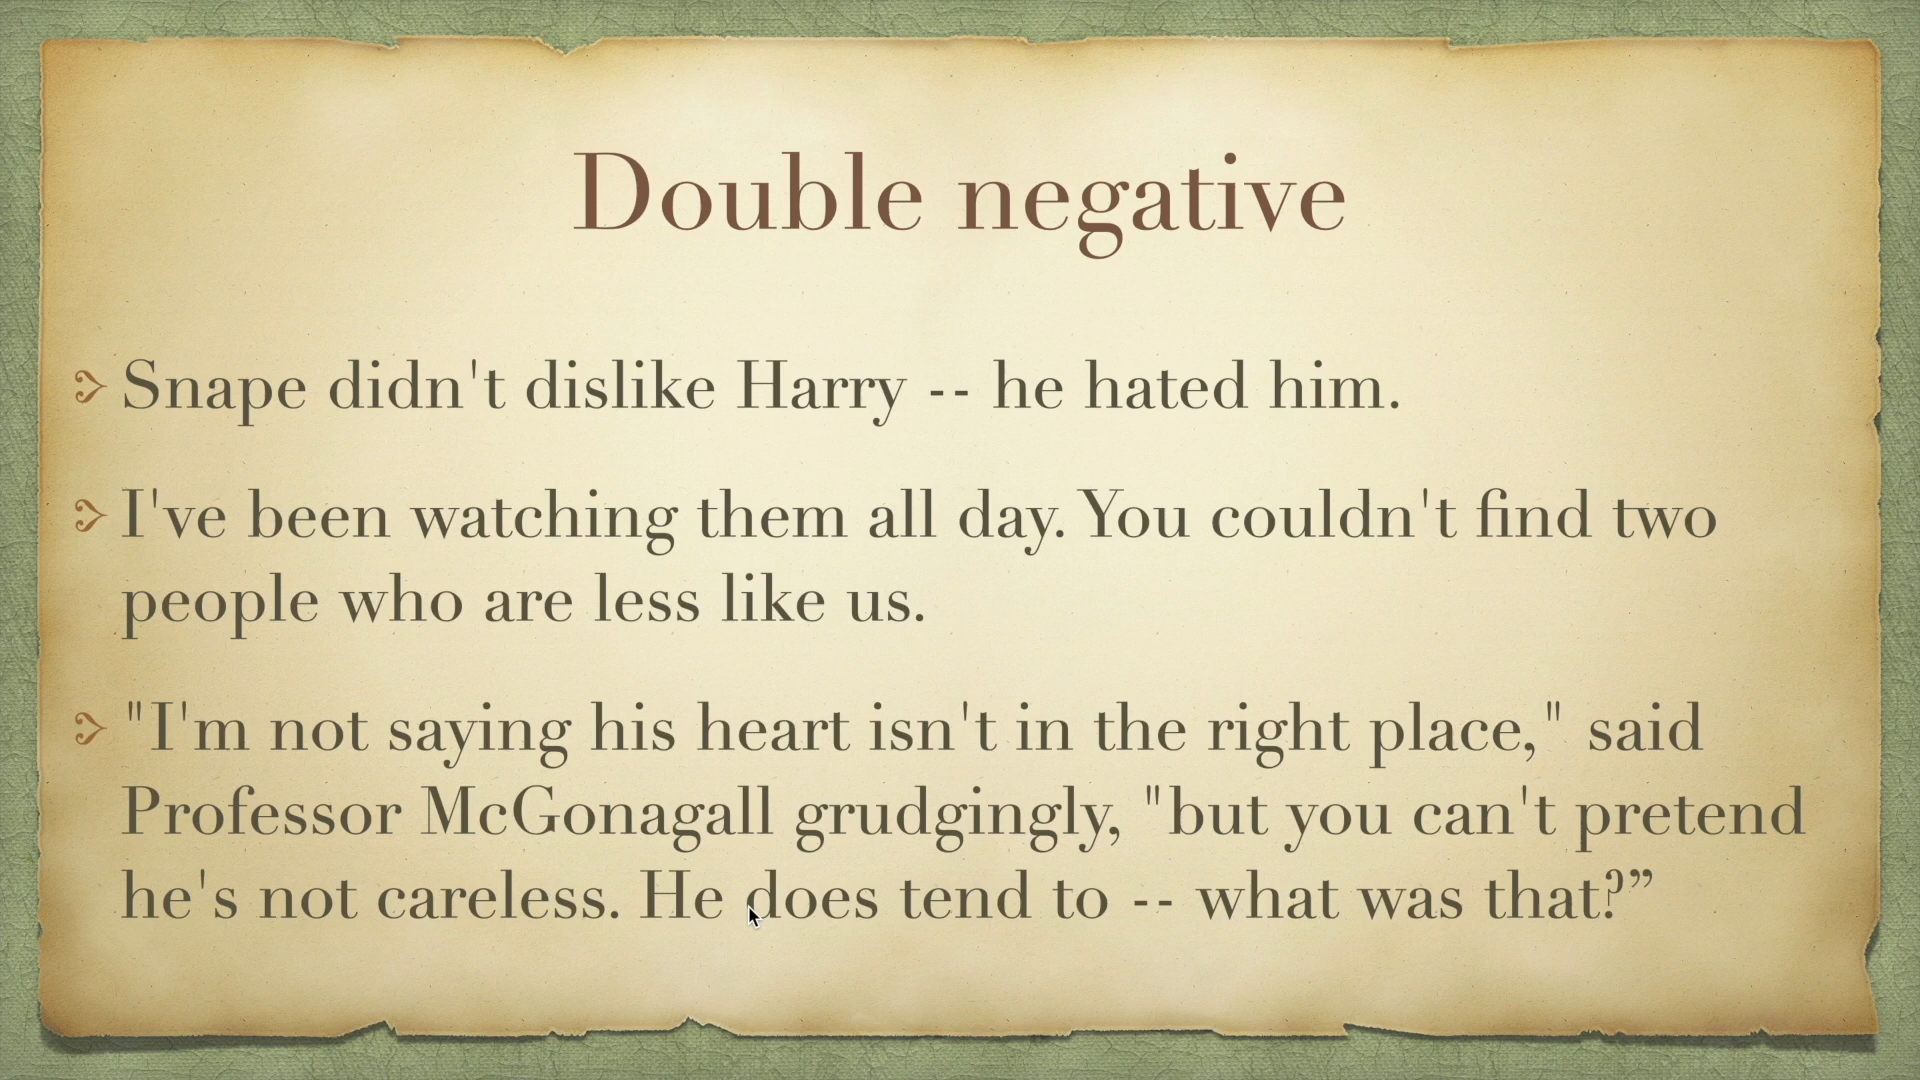 Double negative
Snape didn't dislike Harry -- he hated him.
I've been watching them all day. You couldn't find two
people who are less like us.
"I'm not saying his heart isn't in the right place," said
Professor McGonagall grudgingly, "but you can't pretend
he's not careless. He does tend to -- what was that?”